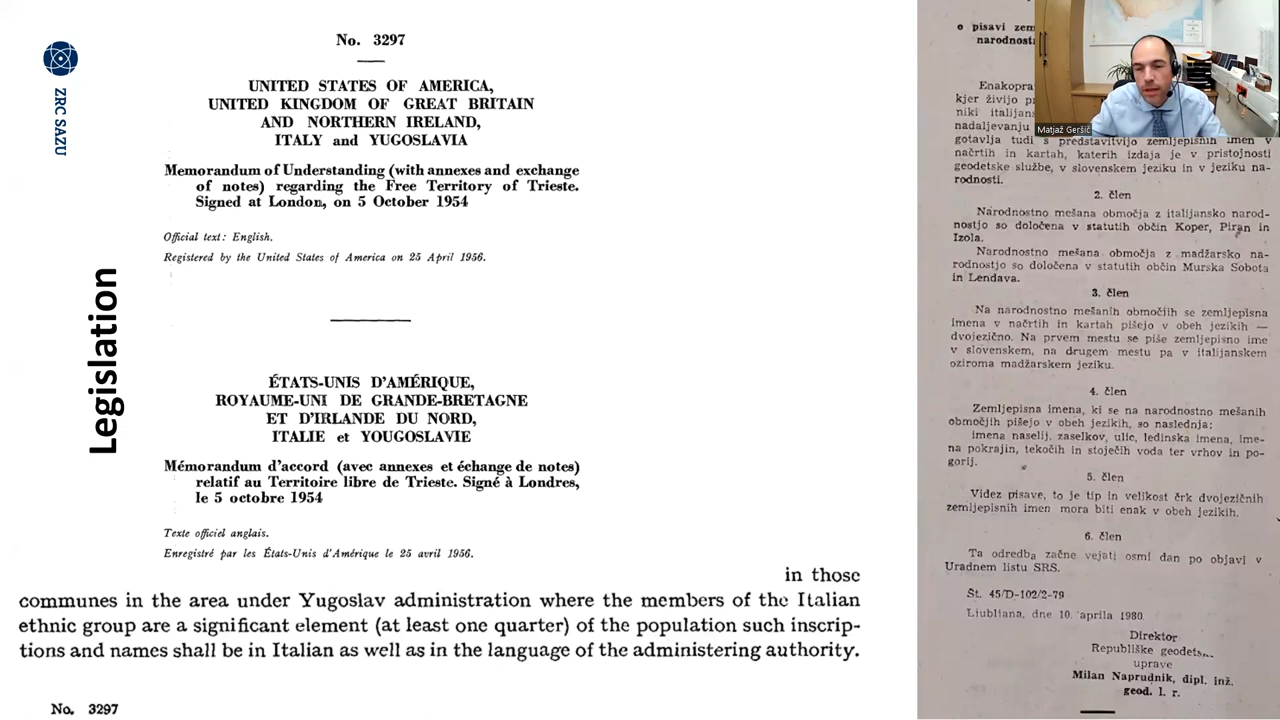 ZRC SAZU
Legislation
No. 3297
UNITED STATES OF AMERICA,
UNITED KINGDOM OF GREAT BRITAIN
AND NORTHERN IRELAND,
ITALY and YUGOSLAVIA
Memorandum of Understanding (with annexes and exchange
of notes) regarding the Free Territory of Trieste.
Signed at London, on 5 October 1954
Official text: English.
Registered by the United States of America on 25 April 1956.
ÉTATS-UNIS D'AMÉRIQUE,
ROYAUME-UNI DE GRANDE-BRETAGNE
ET D'IRLANDE DU NORD,
ITALIE et YOUGOSLAVIE
Mémorandum d'accord (avec annexes et échange de notes)
relatif au Territoire libre de Trieste. Signé à Londres,
le 5 octobre 1954
Texte officiel anglais.
Enregistré par les États-Unis d'Amérique le 25 avril 1956.
in those
communes in the area under Yugoslav administration where the members of the Italian
ethnic group are a significant element (at least one quarter) of the population such inscrip-
tions and names shall be in Italian as well as in the language of the administering authority.
No. 3297
o pisavi
Enakopra
kjer živijo
niki italijans
nadaljevanju
gotavlja tudi s predstavitvijo zemljepisnih imen v
načrtih in kartah, katerih izdaja je v pristojnosti
geodetske službe, v slovenskem jeziku in v jeziku na-
rodnosti.
2. člen
Narodnostno mešana območja z italijansko narod-
nostjo so določena v statutih občin Koper, Piran in
Izola.
Narodnostno mešana območja z madžarsko na-
rodnostjo so določena v statutih občin Murska Sobota
in Lendava.
3. člen
Na narodnostno mešanih območjih se zemljepisna
imena v načrtih in kartah pišejo v obeh jezikih —
dvojezično. Na prvem mestu se piše zemljepisno ime
v slovenskem, na drugem mestu pa v italijanskem
oziroma madžarskem jeziku.
4. člen
Zemljepisna imena, ki se na narodnostno mešanih
območjih pišejo v obeh jezikih, so naslednja:
imena naselij, zaselkov, ulic, ledinska imena, ime-
na pokrajin, tekočih in stoječih voda ter vrhov in po-
gorij.
5. člen
Videz pisave, to je tip in velikost črk dvojezičnih
zemljepisnih imen mora biti enak v obeh jezikih.
6. člen
Ta odredba začne vejati osmi dan po objavi v
Uradnem listu SRS.
Št. 45/D-102/2-79
Ljubljana, dne 10. aprila 1980.
Direktor
Republiške
uprave
Milan Naprudnik, dipl. inž.
geod. l. r.
Matjaž Geršič